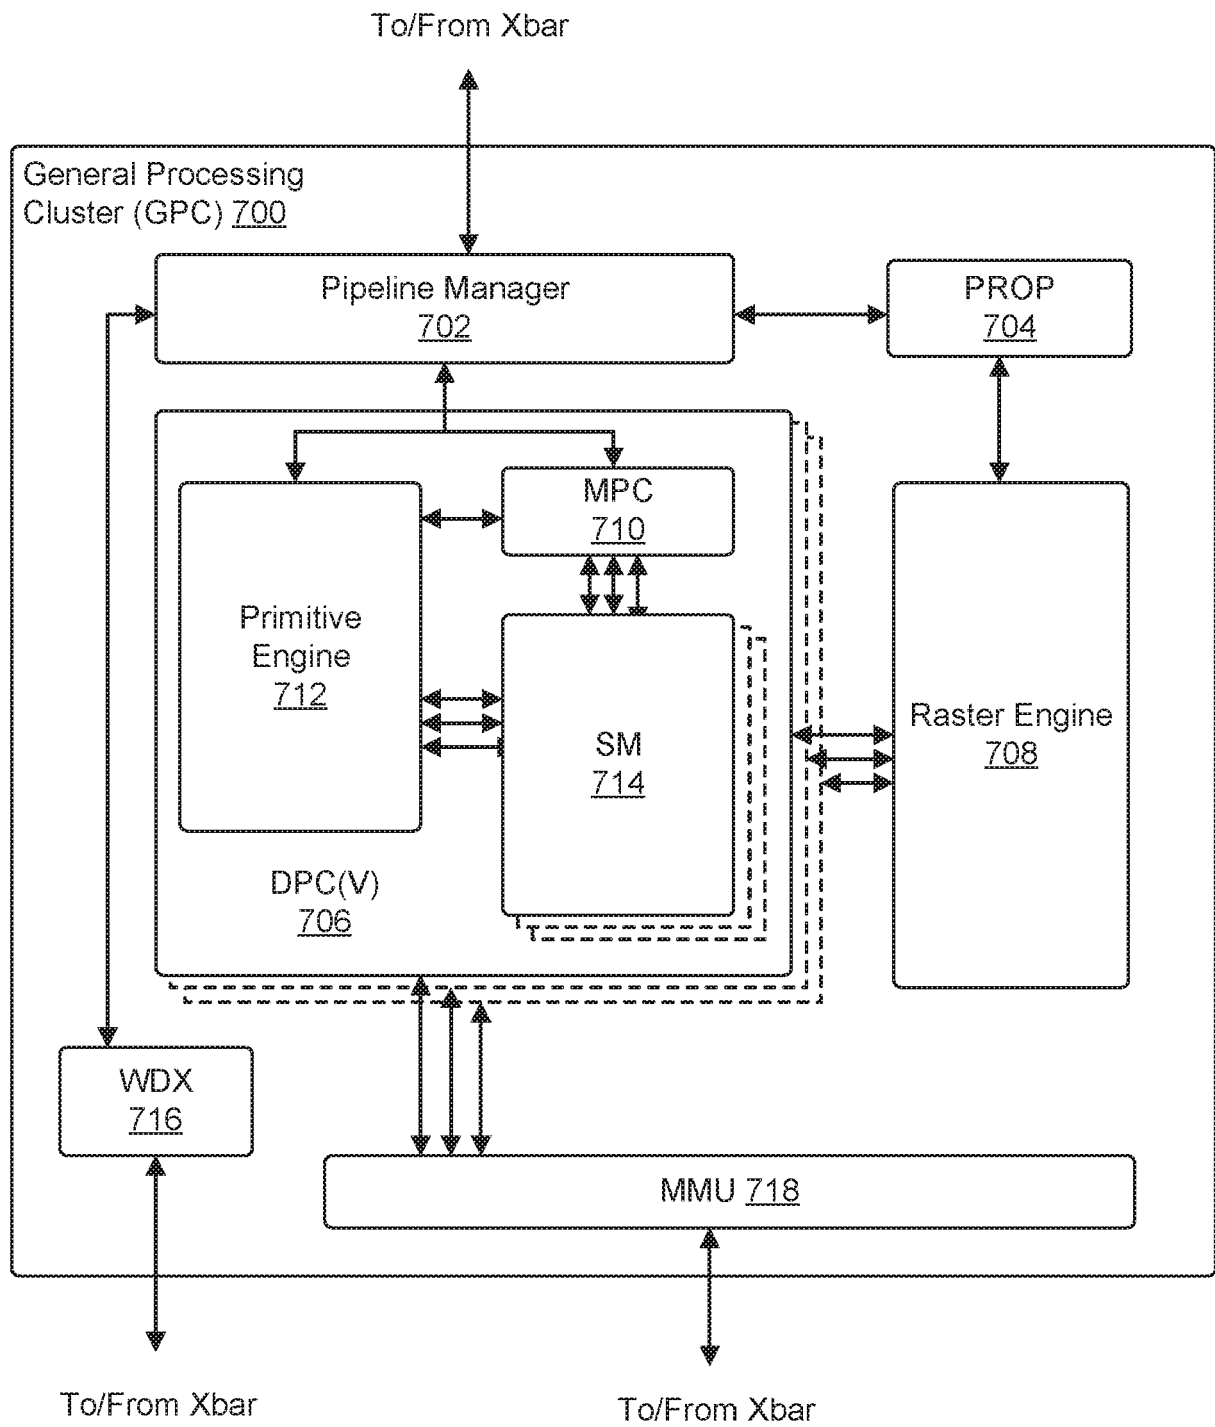 To/From Xbar
General Processing
Cluster (GPC) 700
Pipeline Manager
702
PROP
704
MPC
710
Primitive
Engine
712
SM
714
Raster Engine
708
DPC(V)
706
WDX
716
MMU 718
To/From Xbar
To/From Xbar